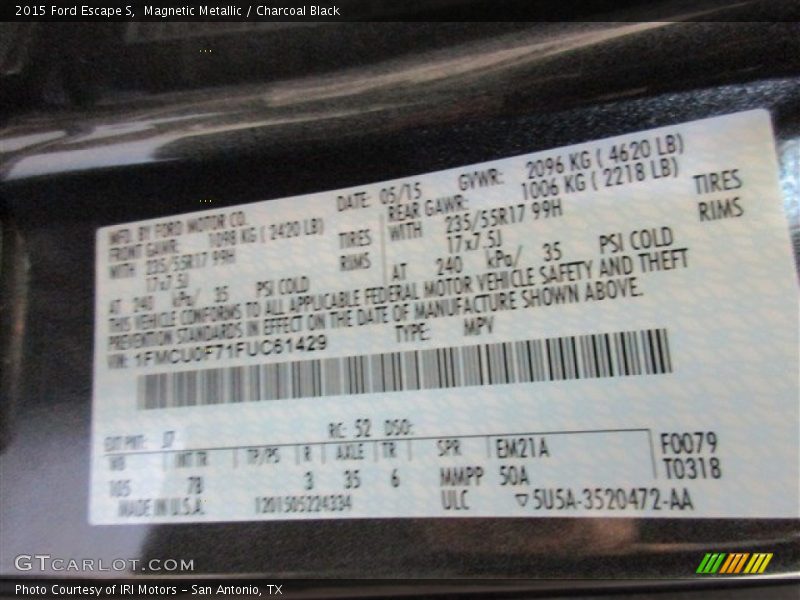 2015 Ford Escape S,  Magnetic Metallic / Charcoal Black
MFD. BY FORD MOTOR CO.
DATE: 05/15
GVWR: 2096 KG ( 4620 LB)
FRONT GAWR: 1098 KG ( 2420 LB)
REAR GAWR: 1006 KG ( 2218 LB)
WITH 235/55R17 99H TIRES
WITH 235/55R17 99H TIRES
17x7.5J RIMS
17x7.5J RIMS
AT 240 kPa/ 35 PSI COLD
AT 240 kPa/ 35 PSI COLD
THIS VEHICLE CONFORMS TO ALL APPLICABLE FEDERAL MOTOR VEHICLE SAFETY AND THEFT
PREVENTION STANDARDS IN EFFECT ON THE DATE OF MANUFACTURE SHOWN ABOVE.
VIN: 1FMCU0F71FUC61429
TYPE: MPV
EXT PNT: J7
RC: 52 DSO:
WB INT TR TP/PS R AXLE TR SPR EM21A F0079
105 7B 3 35 6 MMPP 50A T0318
MADE IN U.S.A. 1201505224334 ULC ▽5U5A-3520472-AA
GTCARLOT.COM
Photo Courtesy of IRI Motors – San Antonio, TX